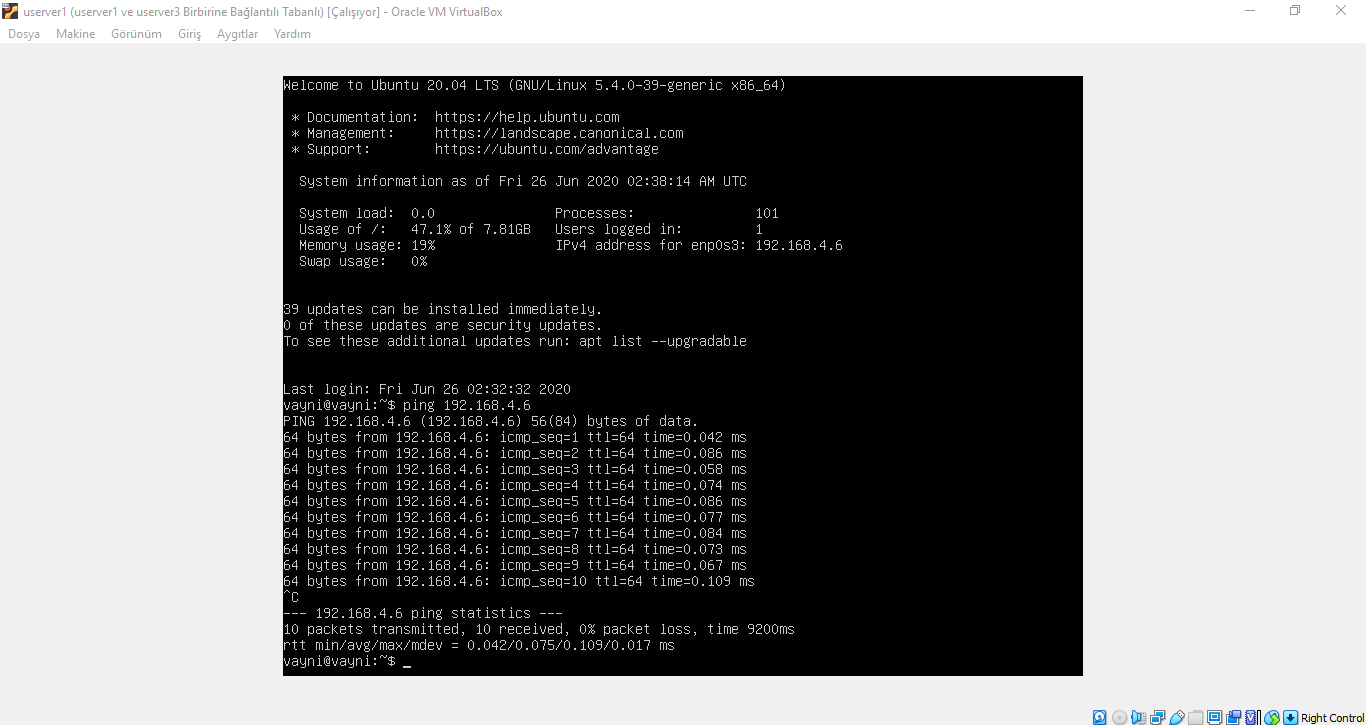 userver1 (userver1 ve userver3 Birbirine Bağlantılı Tabanlı) [Çalışıyor] - Oracle VM VirtualBox
Dosya Makine Görünüm Giriş Aygıtlar Yardım
Welcome to Ubuntu 20.04 LTS (GNU/Linux 5.4.0-39-generic x86_64)
* Documentation: https://help.ubuntu.com
* Management: https://landscape.canonical.com
* Support: https://ubuntu.com/advantage
System information as of Fri 26 Jun 2020 02:38:14 AM UTC
System load: 0.0 Processes: 101
Usage of /: 47.1% of 7.81GB Users logged in: 1
Memory usage: 19% IPv4 address for enp0s3: 192.168.4.6
Swap usage: 0%
39 updates can be installed immediately.
0 of these updates are security updates.
To see these additional updates run: apt list --upgradable
Last login: Fri Jun 26 02:32:32 2020
vayni@vayni:~$ ping 192.168.4.6
PING 192.168.4.6 (192.168.4.6) 56(84) bytes of data.
64 bytes from 192.168.4.6: icmp_seq=1 ttl=64 time=0.042 ms
64 bytes from 192.168.4.6: icmp_seq=2 ttl=64 time=0.086 ms
64 bytes from 192.168.4.6: icmp_seq=3 ttl=64 time=0.058 ms
64 bytes from 192.168.4.6: icmp_seq=4 ttl=64 time=0.074 ms
64 bytes from 192.168.4.6: icmp_seq=5 ttl=64 time=0.086 ms
64 bytes from 192.168.4.6: icmp_seq=6 ttl=64 time=0.077 ms
64 bytes from 192.168.4.6: icmp_seq=7 ttl=64 time=0.084 ms
64 bytes from 192.168.4.6: icmp_seq=8 ttl=64 time=0.073 ms
64 bytes from 192.168.4.6: icmp_seq=9 ttl=64 time=0.067 ms
64 bytes from 192.168.4.6: icmp_seq=10 ttl=64 time=0.109 ms
^C
--- 192.168.4.6 ping statistics ---
10 packets transmitted, 10 received, 0% packet loss, time 9200ms
rtt min/avg/max/mdev = 0.042/0.075/0.109/0.017 ms
vayni@vayni:~$ _
Right Control